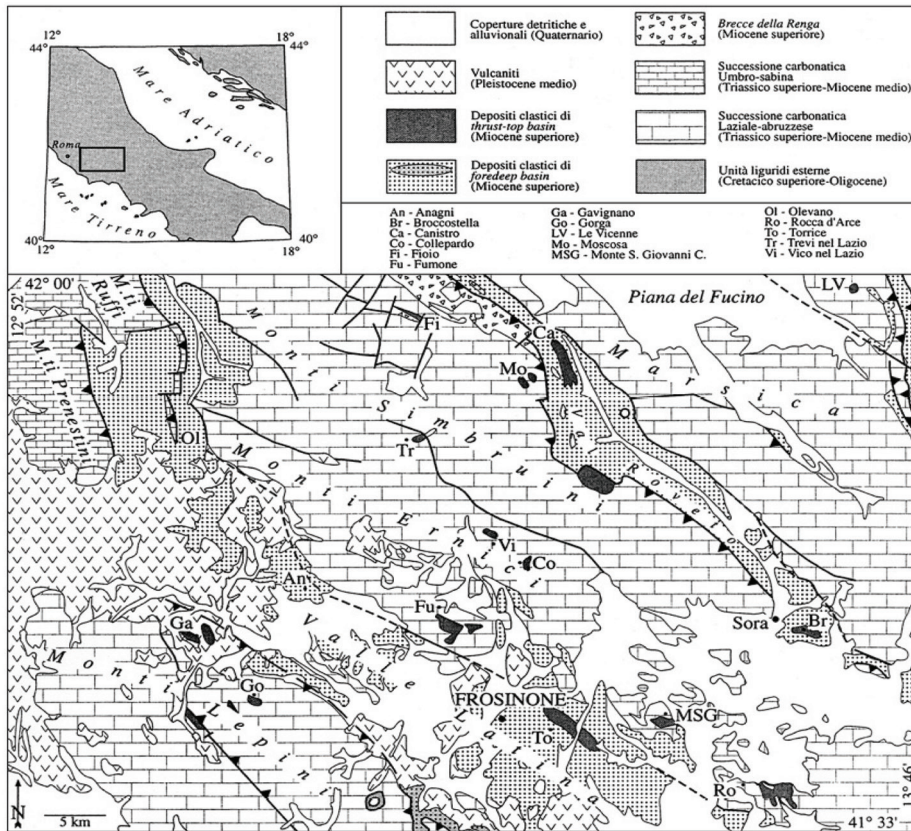 44°
18°
44°
Mare Adriatico
Roma
Mare Tirreno
40°
12°
18°
40°
Coperture detritiche e
alluvionali (Quaternario)
Vulcaniti
(Pleistocene medio)
Depositi clastici di
thrust-top basin
(Miocene superiore)
Depositi clastici di
foredeep basin
(Miocene superiore)
Brecce della Renga
(Miocene superiore)
Successione carbonatica
Umbro-sabina
(Triassico superiore-Miocene medio)
Successione carbonatica
Laziale-abruzzese
(Triassico superiore-Miocene medio)
Unità liguridi esterne
(Cretacico superiore-Oligocene)
An - Anagni
Br - Broccostella
Ca - Canistro
Co - Collepardo
Fi - Fioio
Fu - Fumone
Ga - Gavignano
Go - Gorga
LV - Le Vicenne
Mo - Moscosa
MSG - Monte S. Giovanni C.
Ol - Olevano
Ro - Rocca d'Arce
To - Torrice
Tr - Trevi nel Lazio
Vi - Vico nel Lazio
42° 00'
12° 52'
M.ti Ruffi
M.ti Prenestini
Monti Simbruini
Fi
Ca
Piana del Fucino
LV
Marsica
Mo
Val Roveto
Ol
Tr
Monti Ernici
Vi
Co
An
Fu
Sora
Br
Ga
Valle Latina
Monti Lepini
Go
FROSINONE
To
MSG
Ro
13° 46'
41° 33'
N
5 km